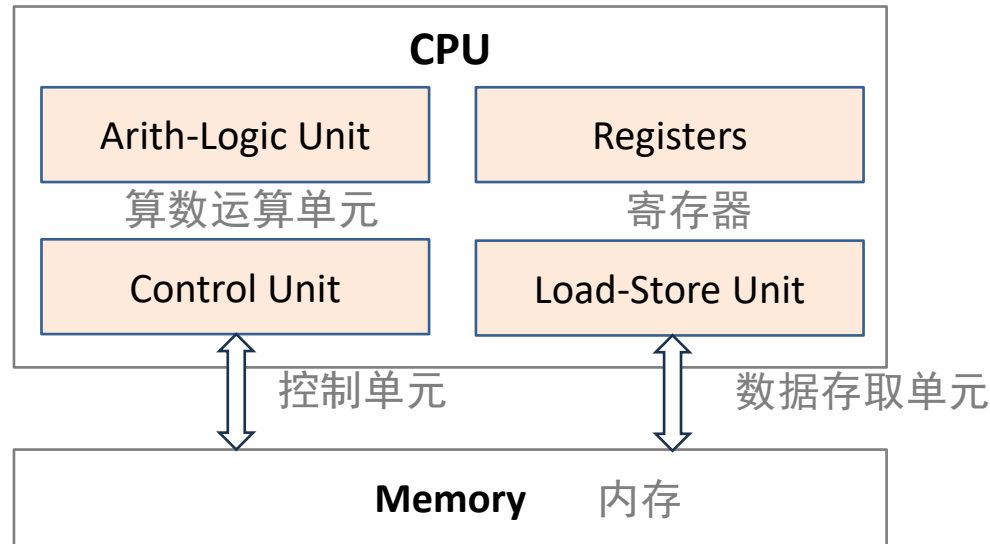 CPU
Arith-Logic Unit
Registers
算数运算单元
寄存器
Control Unit
Load-Store Unit
控制单元
数据存取单元
Memory 内存